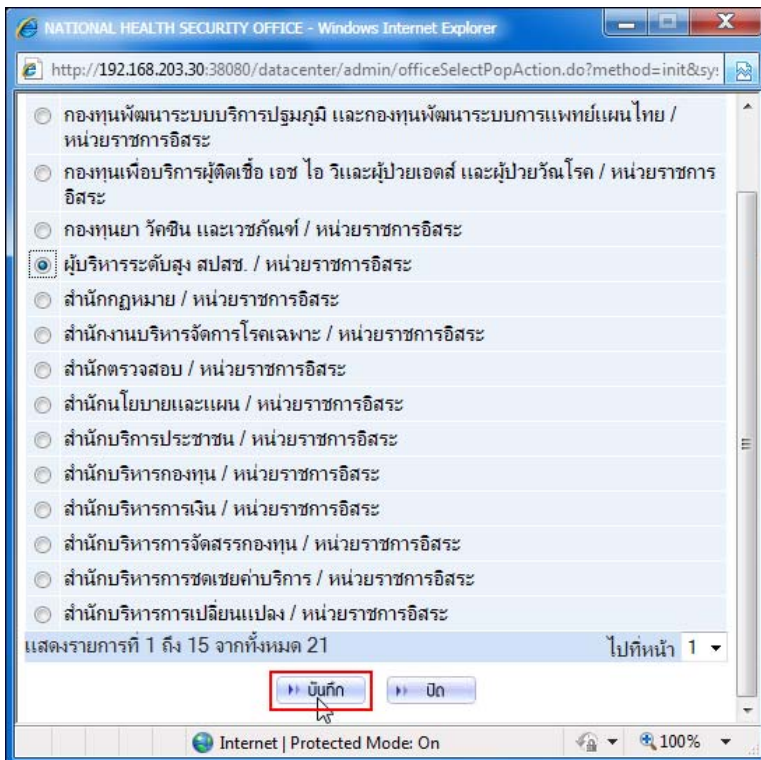 NATIONAL HEALTH SECURITY OFFICE - Windows Internet Explorer
http://192.168.203.30:38080/datacenter/admin/officeSelectPopAction.do?method=init&sy:
กองทุนพัฒนาระบบบริการปฐมภูมิ และกองทุนพัฒนาระบบการแพทย์แผนไทย /
หน่วยราชการอิสระ
กองทุนเพื่อบริการผู้ติดเชื้อ เอช ไอ วีและผู้ป่วยเอดส์ และผู้ป่วยวัณโรค / หน่วยราชการ
อิสระ
กองทุนยา วัคซีน และเวชภัณฑ์ / หน่วยราชการอิสระ
ผู้บริหารระดับสูง สปสช. / หน่วยราชการอิสระ
สำนักกฏหมาย / หน่วยราชการอิสระ
สำนักงานบริหารจัดการโรคเฉพาะ / หน่วยราชการอิสระ
สำนักตรวจสอบ / หน่วยราชการอิสระ
สำนักนโยบายและแผน / หน่วยราชการอิสระ
สำนักบริการประชาชน / หน่วยราชการอิสระ
สำนักบริหารกองทุน / หน่วยราชการอิสระ
สำนักบริหารการเงิน / หน่วยราชการอิสระ
สำนักบริหารการจัดสรรกองทุน / หน่วยราชการอิสระ
สำนักบริหารการชดเชยค่าบริการ / หน่วยราชการอิสระ
สำนักบริหารการเปลี่ยนแปลง / หน่วยราชการอิสระ
แสดงรายการที่ 1 ถึง 15 จากทั้งหมด 21 ไปที่หน้า 1
บันทึก ปิด
Internet | Protected Mode: On 100%